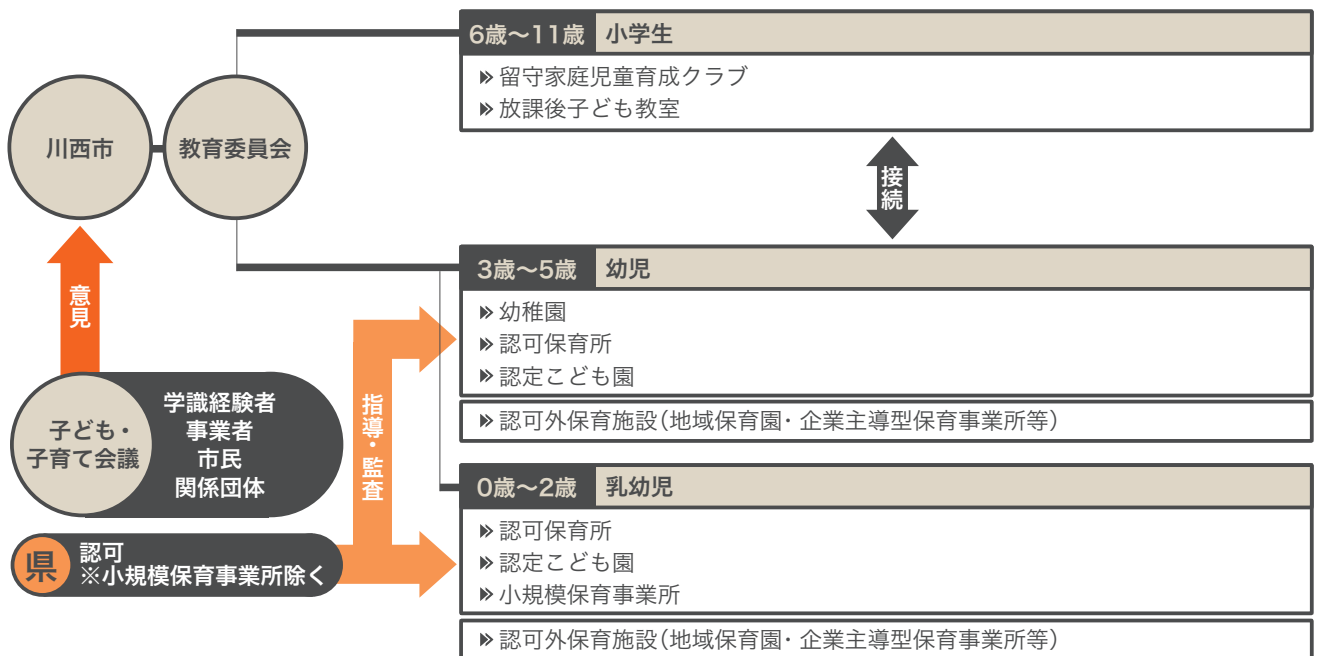 6歳～11歳 小学生
» 留守家庭児童育成クラブ
» 放課後子ども教室
川西市
教育委員会
接続
3歳～5歳 幼児
» 幼稚園
» 認可保育所
» 認定こども園
» 認可外保育施設（地域保育園・企業主導型保育事業所等）
意見
子ども・
子育て会議
学識経験者
事業者
市民
関係団体
指導・監査
0歳～2歳 乳幼児
» 認可保育所
» 認定こども園
» 小規模保育事業所
» 認可外保育施設（地域保育園・企業主導型保育事業所等）
県
認可
※小規模保育事業所除く